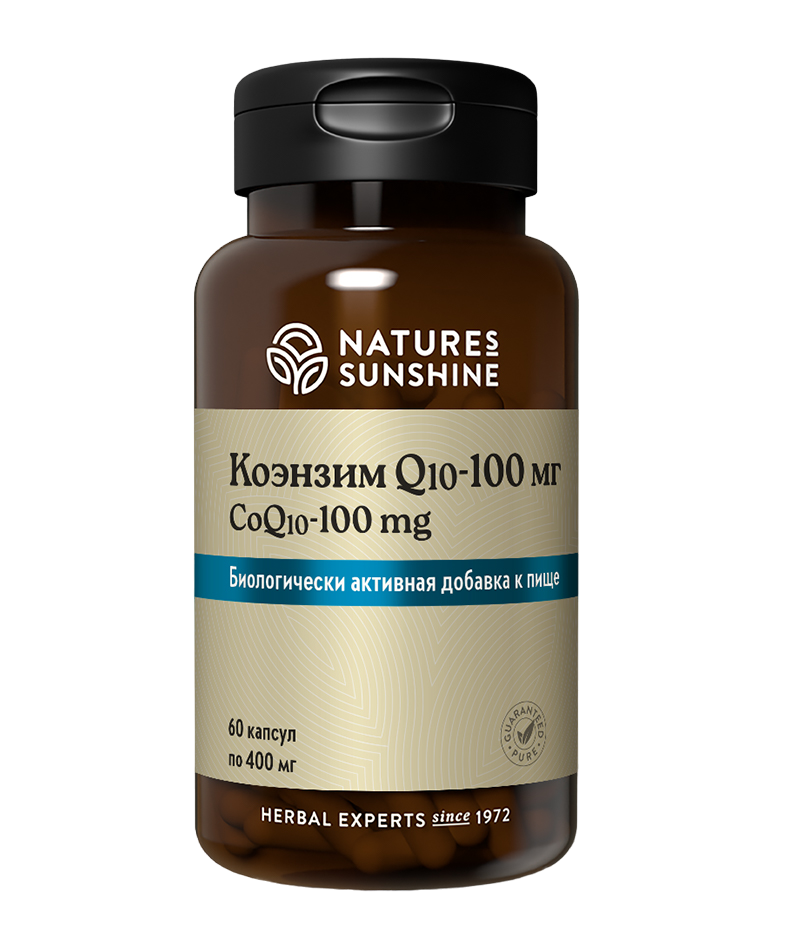 NATURE'S
SUNSHINE
Коэнзим Q10-100 мг
CoQ10-100 mg
Биологически активная добавка к пище
60 капсул
по 400 мг
GUARANTEED
PURE
HERBAL EXPERTS since 1972